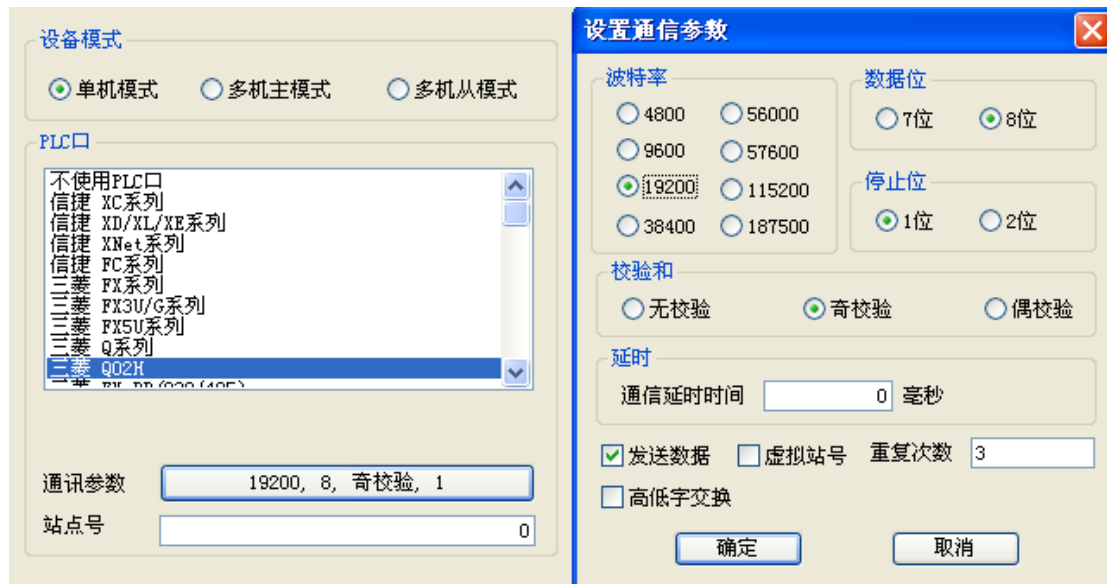 设备模式
单机模式
多机主模式
多机从模式
PLC口
不使用PLC口
信捷 XC系列
信捷 XD/XL/XE系列
信捷 XNet系列
信捷 FC系列
三菱 FX系列
三菱 FX3U/G系列
三菱 FX5U系列
三菱 Q系列
三菱 Q02H
通讯参数
19200, 8, 奇校验, 1
站点号
0
设置通信参数
波特率
4800
56000
9600
57600
19200
115200
38400
187500
数据位
7位
8位
停止位
1位
2位
校验和
无校验
奇校验
偶校验
延时
通信延时时间 0 毫秒
发送数据
虚拟站号
重复次数 3
高低字交换
确定
取消